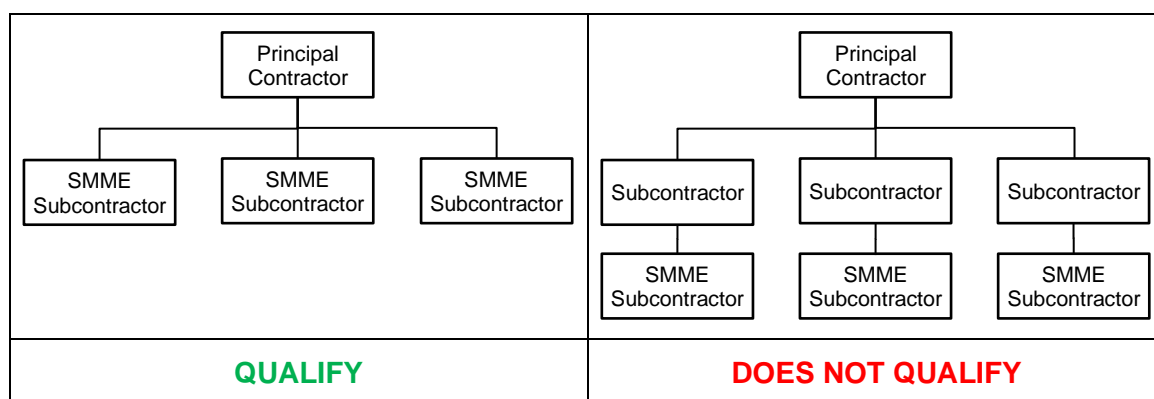 Principal
Contractor
SMME
Subcontractor
SMME
Subcontractor
SMME
Subcontractor
QUALIFY
Principal
Contractor
Subcontractor
Subcontractor
Subcontractor
SMME
Subcontractor
SMME
Subcontractor
SMME
Subcontractor
DOES NOT QUALIFY